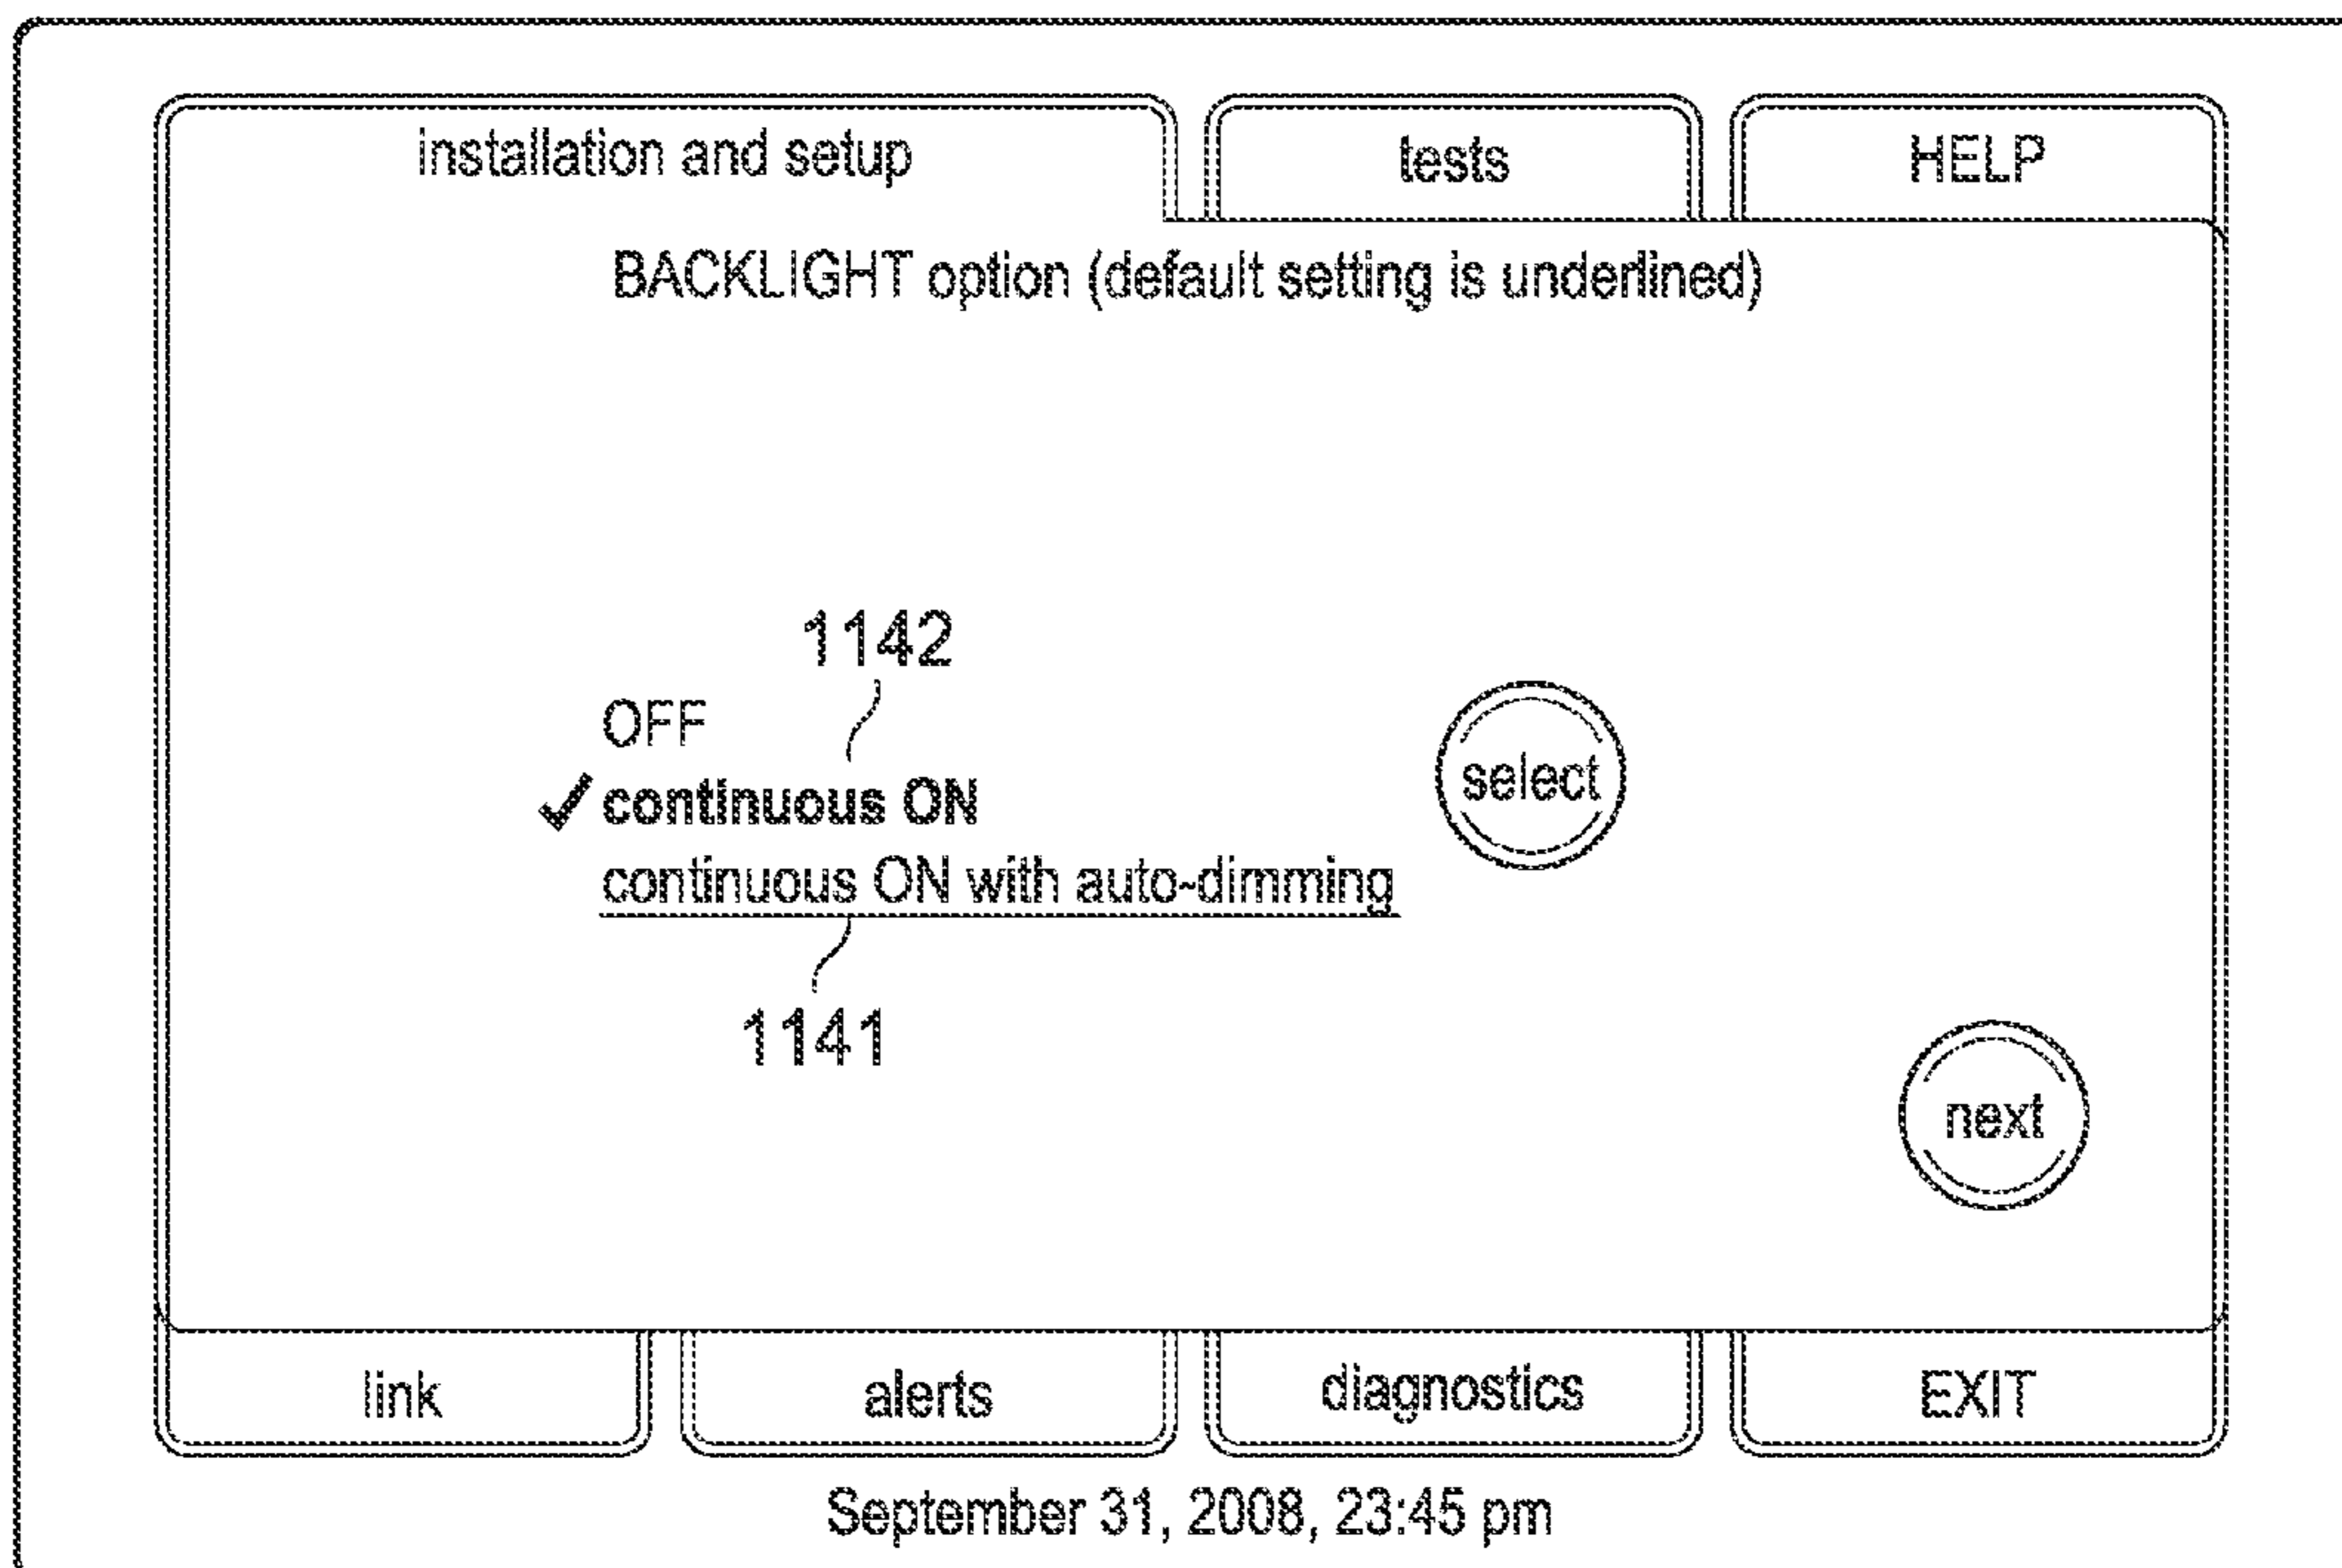 installation and setup
tests
HELP
BACKLIGHT option (default setting is underlined)
1142
OFF
✓ continuous ON
continuous ON with auto-dimming
1141
select
next
link
alerts
diagnostics
EXIT
September 31, 2008, 23:45 pm